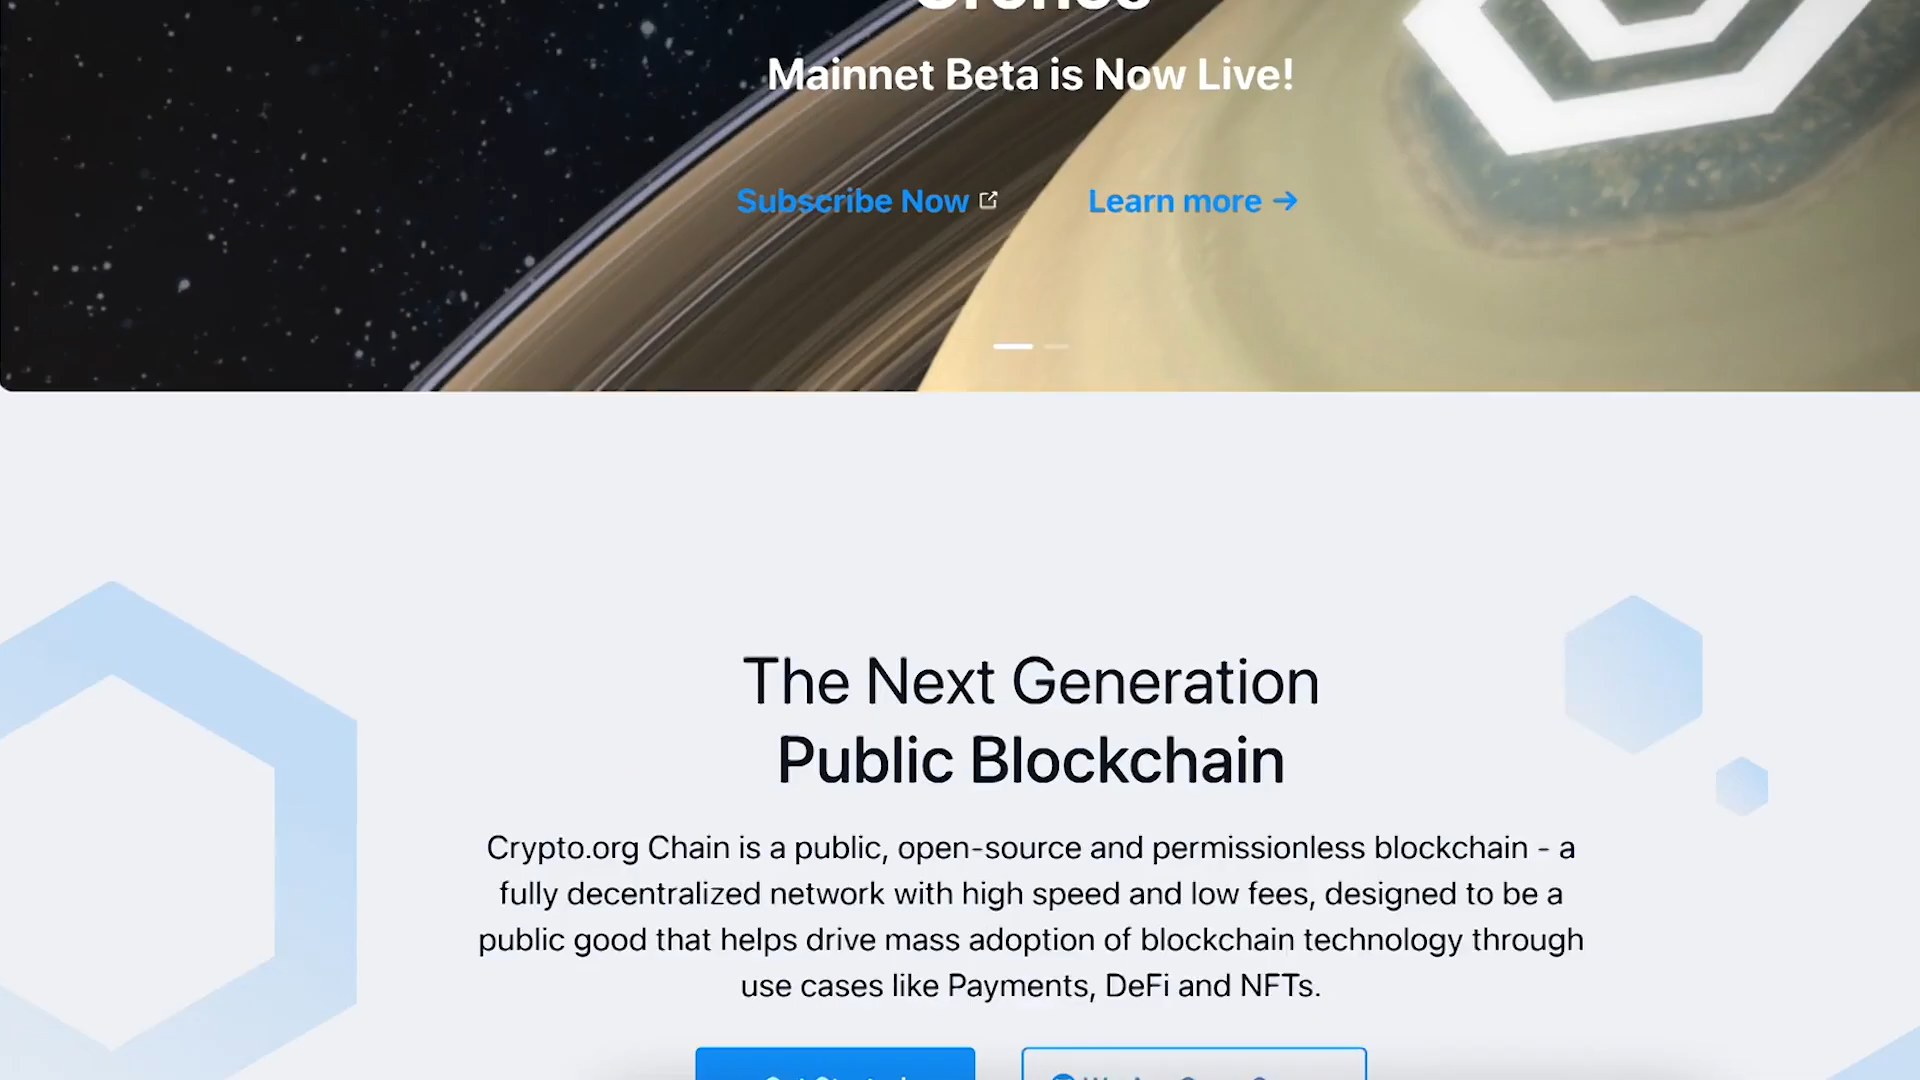 Mainnet Beta is Now Live!
Subscribe Now
Learn more →
The Next Generation
Public Blockchain
Crypto.org Chain is a public, open-source and permissionless blockchain - a
fully decentralized network with high speed and low fees, designed to be a
public good that helps drive mass adoption of blockchain technology through
use cases like Payments, DeFi and NFTs.